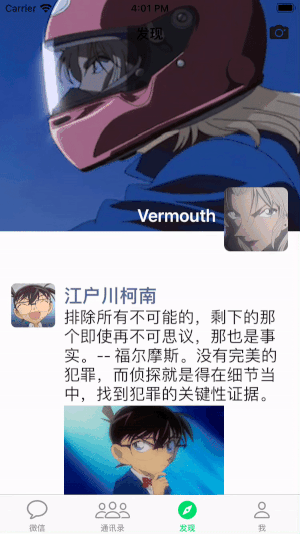 Carrier 4:01 PM
发现
Vermouth
江户川柯南
排除所有不可能的，剩下的那
个即使再不可思议，那也是事
实。-- 福尔摩斯。没有完美的
犯罪，而侦探就是得在细节当
中，找到犯罪的关键性证据。
微信 通讯录 发现 我